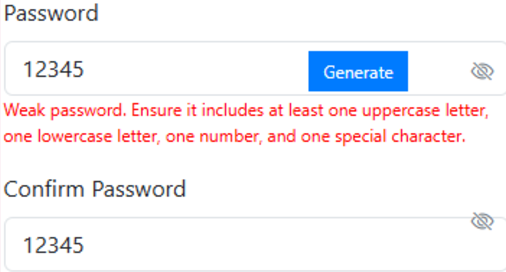 Password
12345
Generate
Weak password. Ensure it includes at least one uppercase letter,
one lowercase letter, one number, and one special character.
Confirm Password
12345